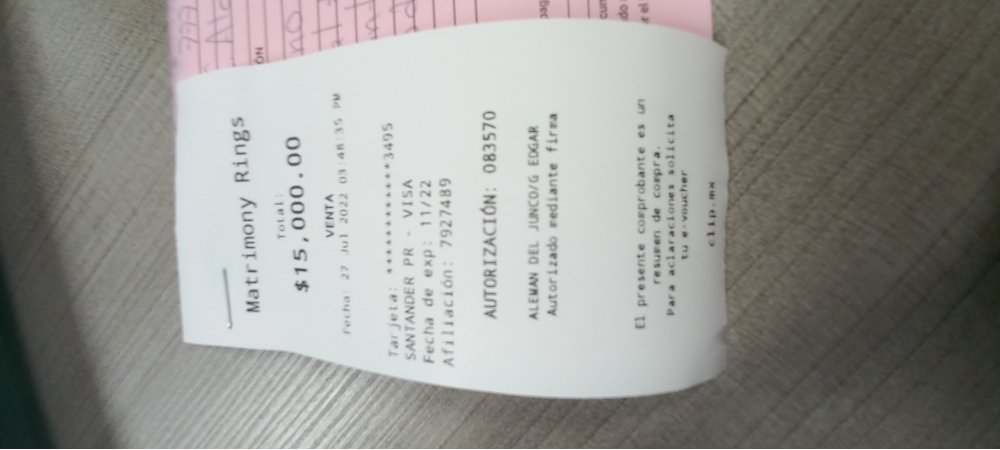 Matrimony Rings
Total:
$15,000.00
VENTA
Fecha: 27 Jul 2022 03:48:35 PM
Tarjeta: ************3495
SANTANDER PR - VISA
Fecha de exp: 11/22
Afiliación: 7927489
AUTORIZACIÓN: 083570
ALEMAN DEL JUNCO/G EDGAR
Autorizado mediante firma
El presente comprobante es un
resumen de compra.
Para aclaraciones solicita
tu e-voucher
clip.mx